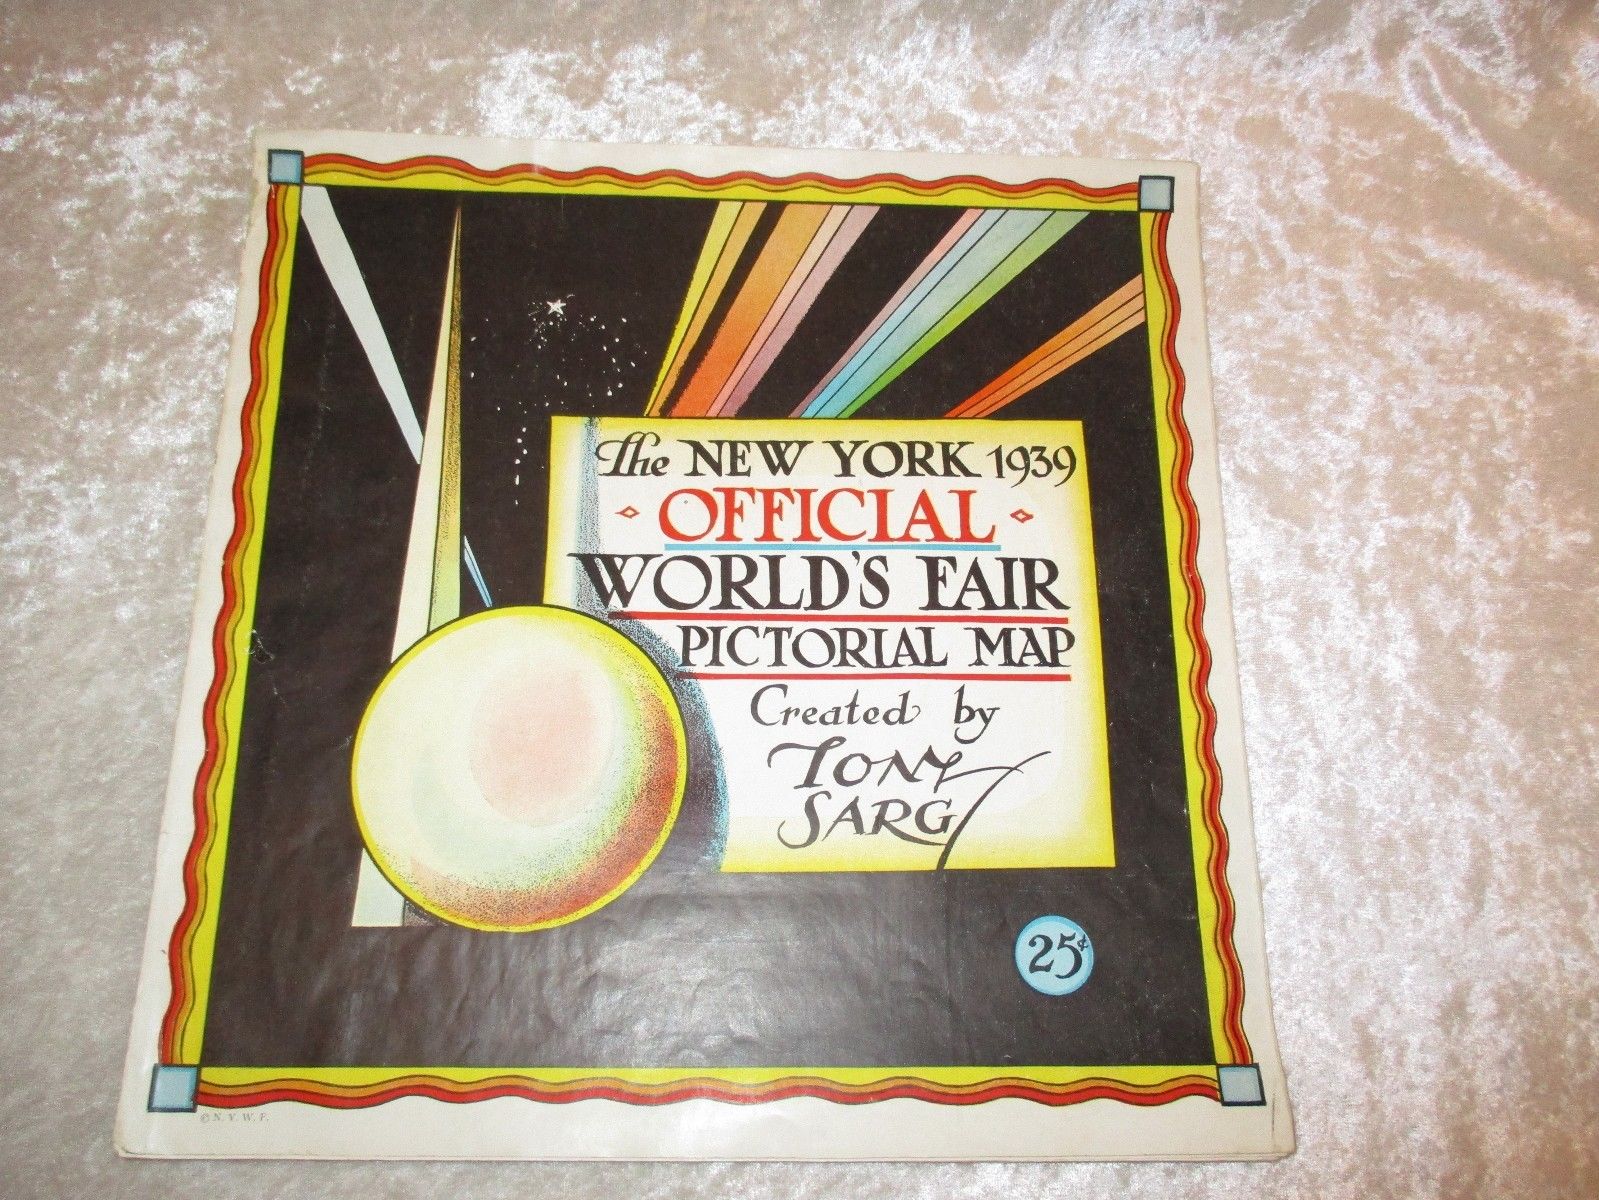 The NEW YORK 1939
OFFICIAL
WORLD'S FAIR
PICTORIAL MAP
Created by
TONY
SARG
25¢
© N. Y. W. F.